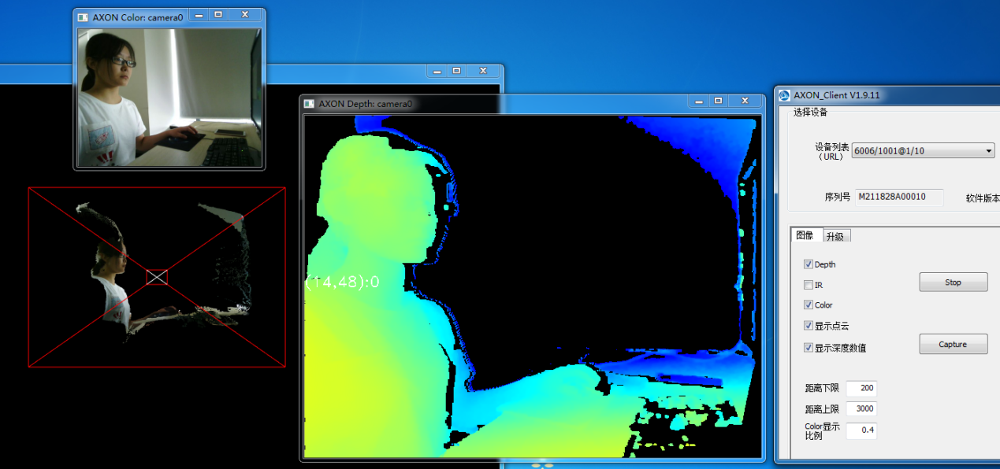 AXON Color: camera0
AXON Depth: camera0
(14,48):0
AXON_Client V1.9.11
选择设备
设备列表
(URL)
6006/1001@1/10
序列号
M211828A00010
软件版本
图像
升级
Depth
IR
Stop
Color
显示点云
显示深度数值
Capture
距离下限
200
距离上限
3000
Color显示
比例
0.4